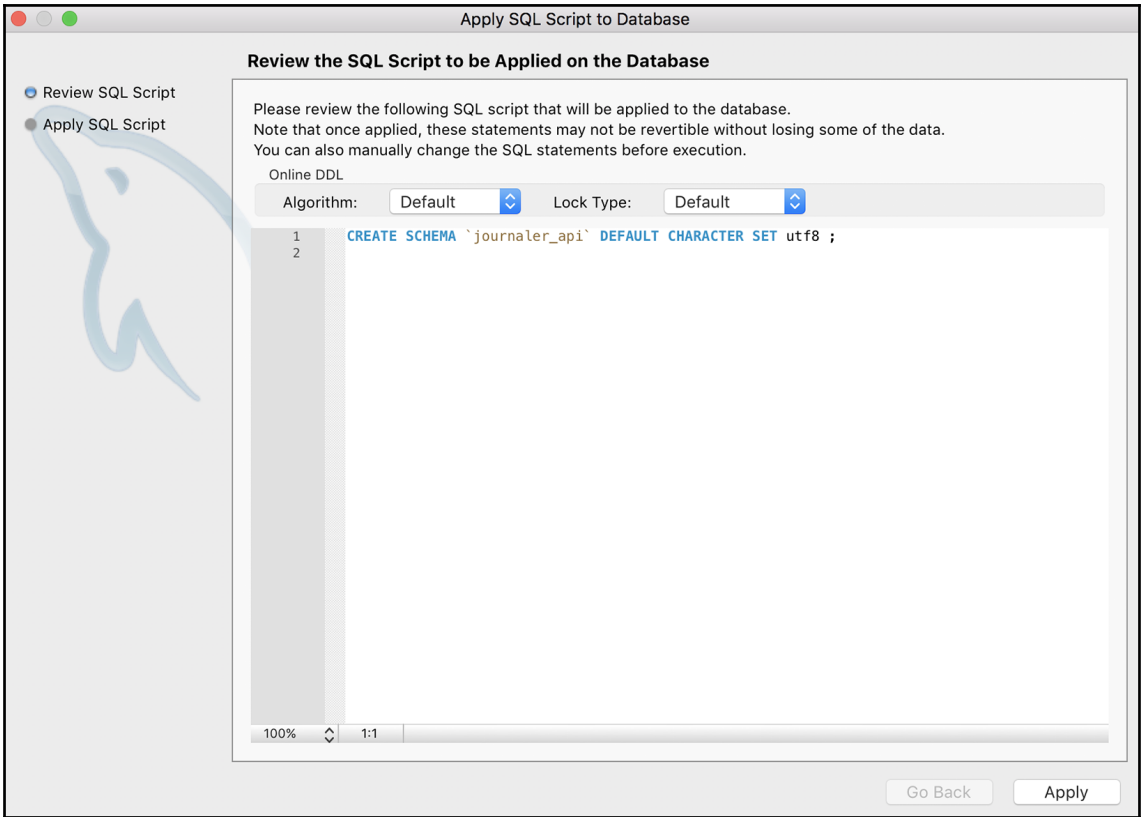 Apply SQL Script to Database
Review the SQL Script to be Applied on the Database
Review SQL Script
Apply SQL Script
Please review the following SQL script that will be applied to the database.
Note that once applied, these statements may not be revertible without losing some of the data.
You can also manually change the SQL statements before execution.
Online DDL
Algorithm: Default Lock Type: Default
1 CREATE SCHEMA `journaler_api` DEFAULT CHARACTER SET utf8 ;
2
100% 1:1
Go Back Apply